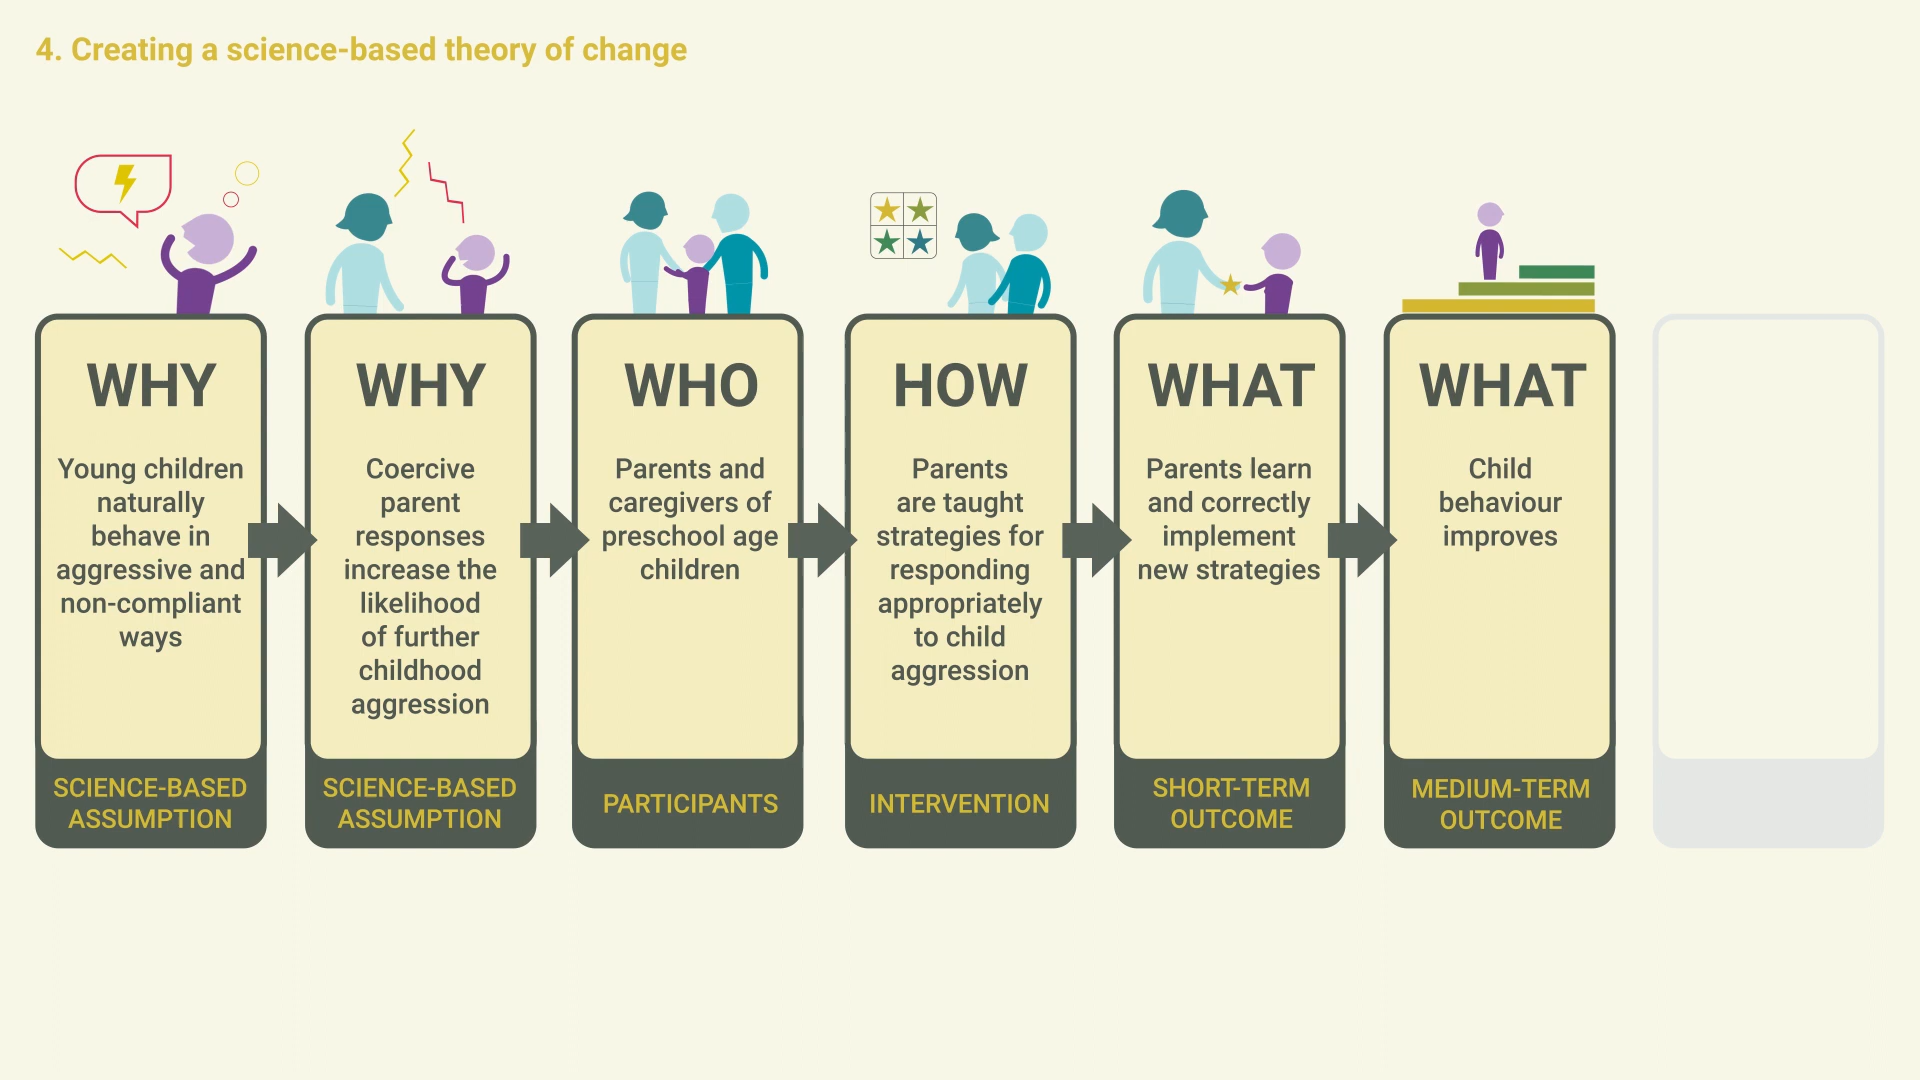 4. Creating a science-based theory of change
WHY
Young children
naturally
behave in
aggressive and
non-compliant
ways
SCIENCE-BASED
ASSUMPTION
WHY
Coercive
parent
responses
increase the
likelihood
of further
childhood
aggression
SCIENCE-BASED
ASSUMPTION
WHO
Parents and
caregivers of
preschool age
children
PARTICIPANTS
HOW
Parents
are taught
strategies for
responding
appropriately
to child
aggression
INTERVENTION
WHAT
Parents learn
and correctly
implement
new strategies
SHORT-TERM
OUTCOME
WHAT
Child
behaviour
improves
MEDIUM-TERM
OUTCOME